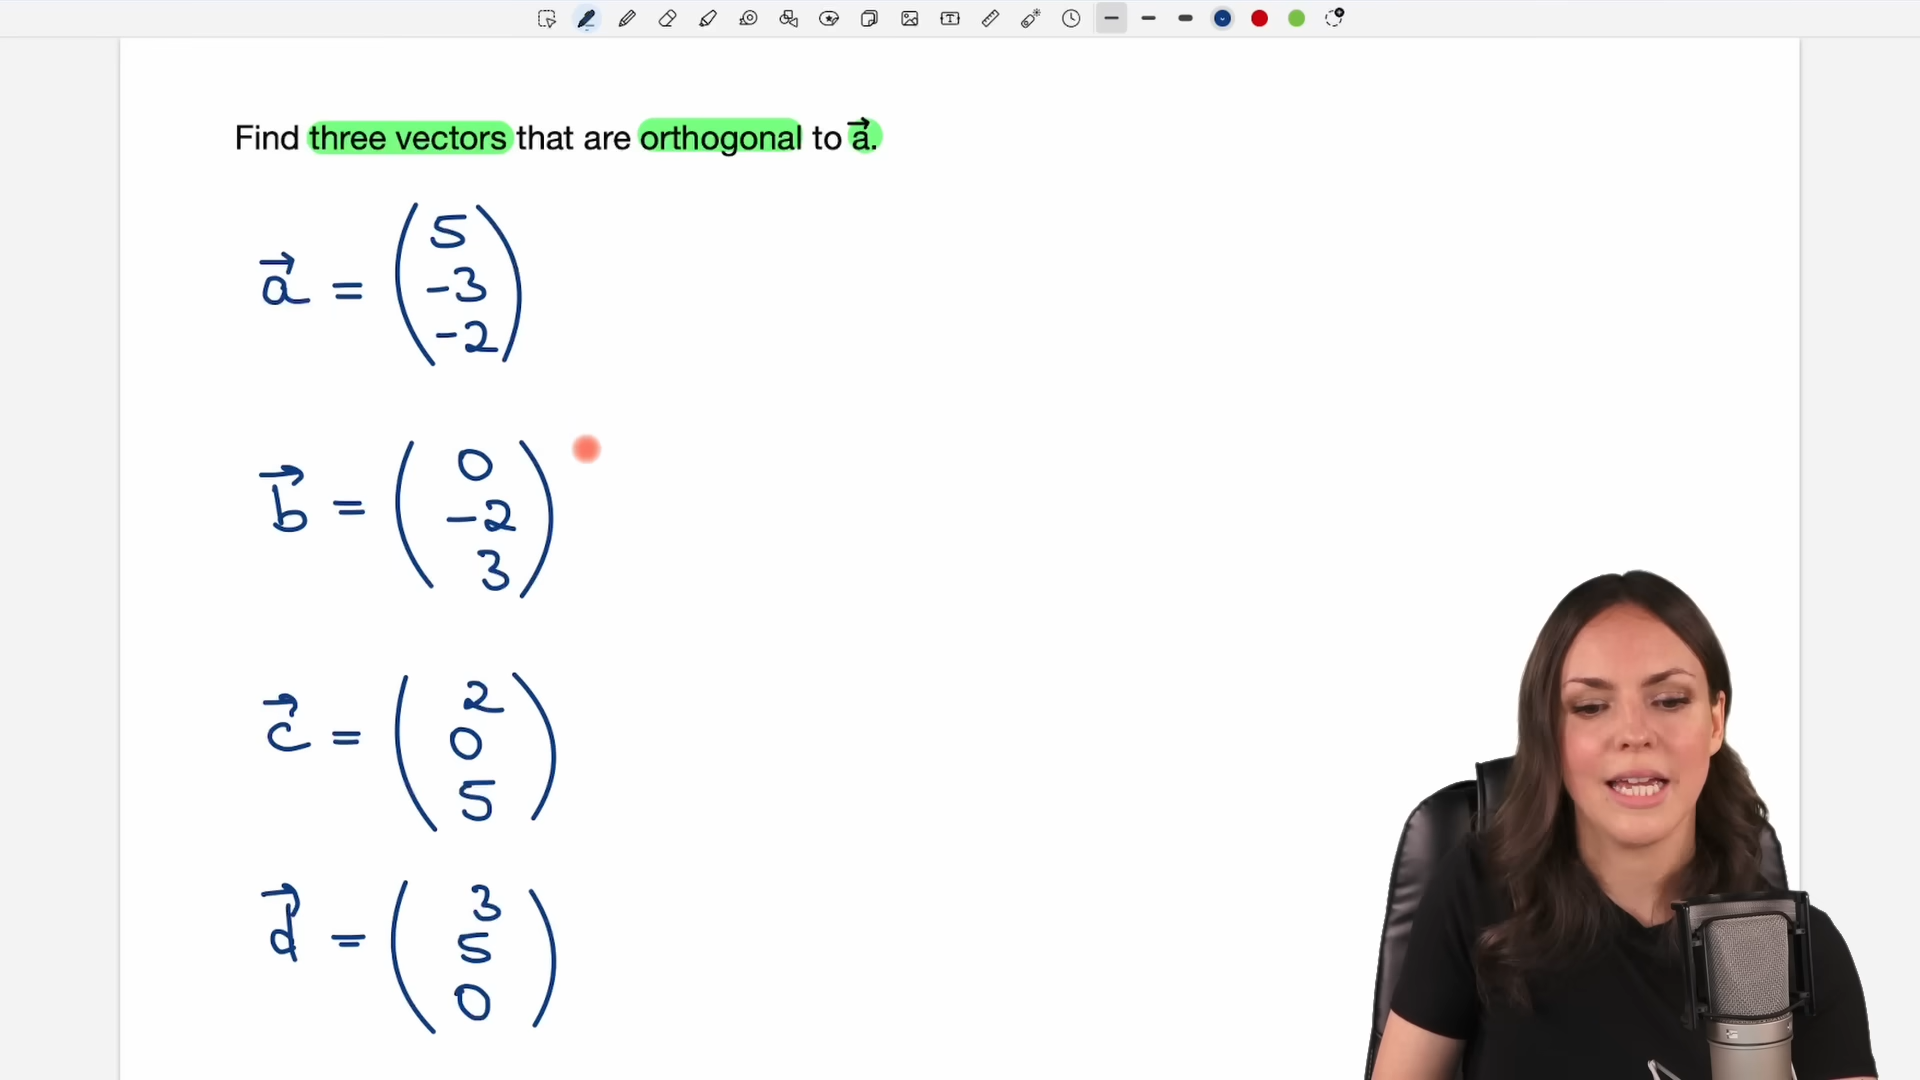 Find three vectors that are orthogonal to a⃗.
a⃗ = (5
-3
-2)
b⃗ = (0
-2
3)
c⃗ = (2
0
5)
d⃗ = (3
5
0)